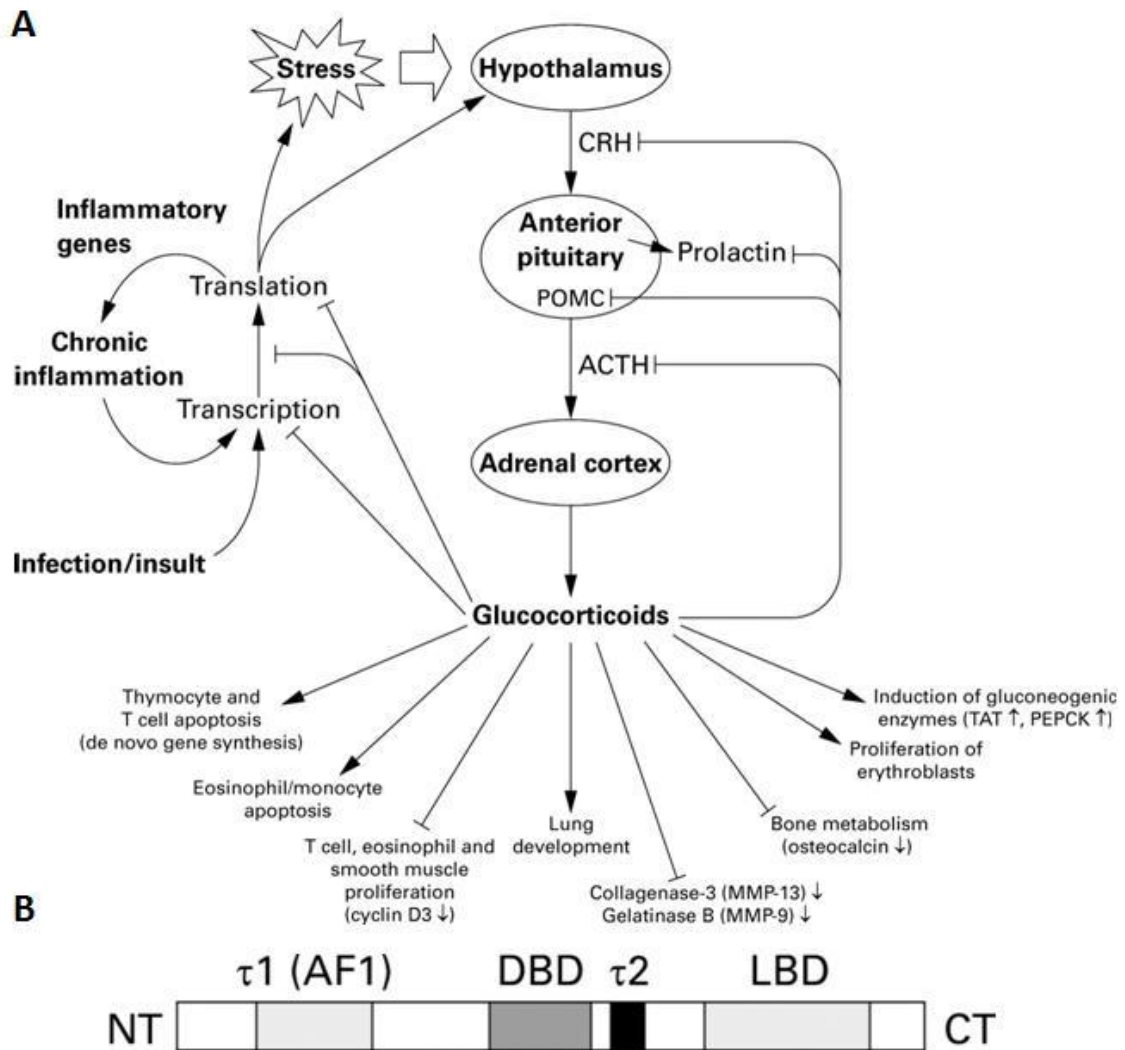 A
Stress
Hypothalamus
CRH
Inflammatory
genes
Anterior
pituitary
Prolactin
Translation
POMC
Chronic
inflammation
ACTH
Transcription
Adrenal cortex
Infection/insult
Glucocorticoids
Thymocyte and
T cell apoptosis
(de novo gene synthesis)
Eosinophil/monocyte
apoptosis
T cell, eosinophil and
smooth muscle
proliferation
(cyclin D3 ↓)
Lung
development
Collagenase-3 (MMP-13) ↓
Gelatinase B (MMP-9) ↓
Bone metabolism
(osteocalcin ↓)
Proliferation of
erythroblasts
Induction of gluconeogenic
enzymes (TAT ↑, PEPCK ↑)
B
τ1 (AF1) DBD τ2 LBD
NT CT